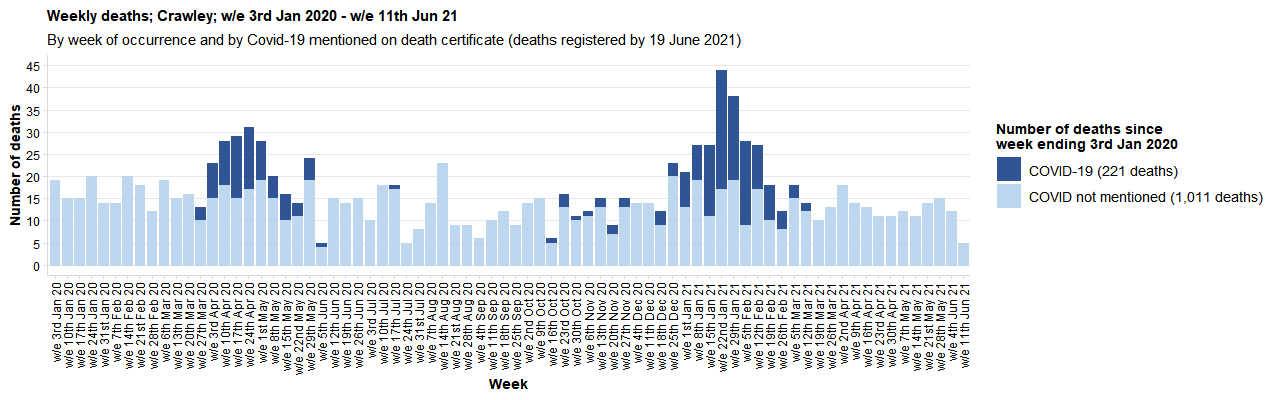 Weekly deaths; Crawley; w/e 3rd Jan 2020 - w/e 11th Jun 21
By week of occurrence and by Covid-19 mentioned on death certificate (deaths registered by 19 June 2021)
Number of deaths
45
40
35
30
25
20
15
10
5
0
w/e 3rd Jan 20
w/e 10th Jan 20
w/e 17th Jan 20
w/e 24th Jan 20
w/e 31st Jan 20
w/e 7th Feb 20
w/e 14th Feb 20
w/e 21st Feb 20
w/e 28th Feb 20
w/e 6th Mar 20
w/e 13th Mar 20
w/e 20th Mar 20
w/e 27th Mar 20
w/e 3rd Apr 20
w/e 10th Apr 20
w/e 17th Apr 20
w/e 24th Apr 20
w/e 1st May 20
w/e 8th May 20
w/e 15th May 20
w/e 22nd May 20
w/e 29th May 20
w/e 5th Jun 20
w/e 12th Jun 20
w/e 19th Jun 20
w/e 26th Jun 20
w/e 3rd Jul 20
w/e 10th Jul 20
w/e 17th Jul 20
w/e 24th Jul 20
w/e 31st Jul 20
w/e 7th Aug 20
w/e 14th Aug 20
w/e 21st Aug 20
w/e 28th Aug 20
w/e 4th Sep 20
w/e 11th Sep 20
w/e 18th Sep 20
w/e 25th Sep 20
w/e 2nd Oct 20
w/e 9th Oct 20
w/e 16th Oct 20
w/e 23rd Oct 20
w/e 30th Oct 20
w/e 6th Nov 20
w/e 13th Nov 20
w/e 20th Nov 20
w/e 27th Nov 20
w/e 4th Dec 20
w/e 11th Dec 20
w/e 18th Dec 20
w/e 25th Dec 20
w/e 1st Jan 21
w/e 8th Jan 21
w/e 15th Jan 21
w/e 22nd Jan 21
w/e 29th Jan 21
w/e 5th Feb 21
w/e 12th Feb 21
w/e 19th Feb 21
w/e 26th Feb 21
w/e 5th Mar 21
w/e 12th Mar 21
w/e 19th Mar 21
w/e 26th Mar 21
w/e 2nd Apr 21
w/e 9th Apr 21
w/e 16th Apr 21
w/e 23rd Apr 21
w/e 30th Apr 21
w/e 7th May 21
w/e 14th May 21
w/e 21st May 21
w/e 28th May 21
w/e 4th Jun 21
w/e 11th Jun 21
Week
Number of deaths since
week ending 3rd Jan 2020
COVID-19 (221 deaths)
COVID not mentioned (1,011 deaths)